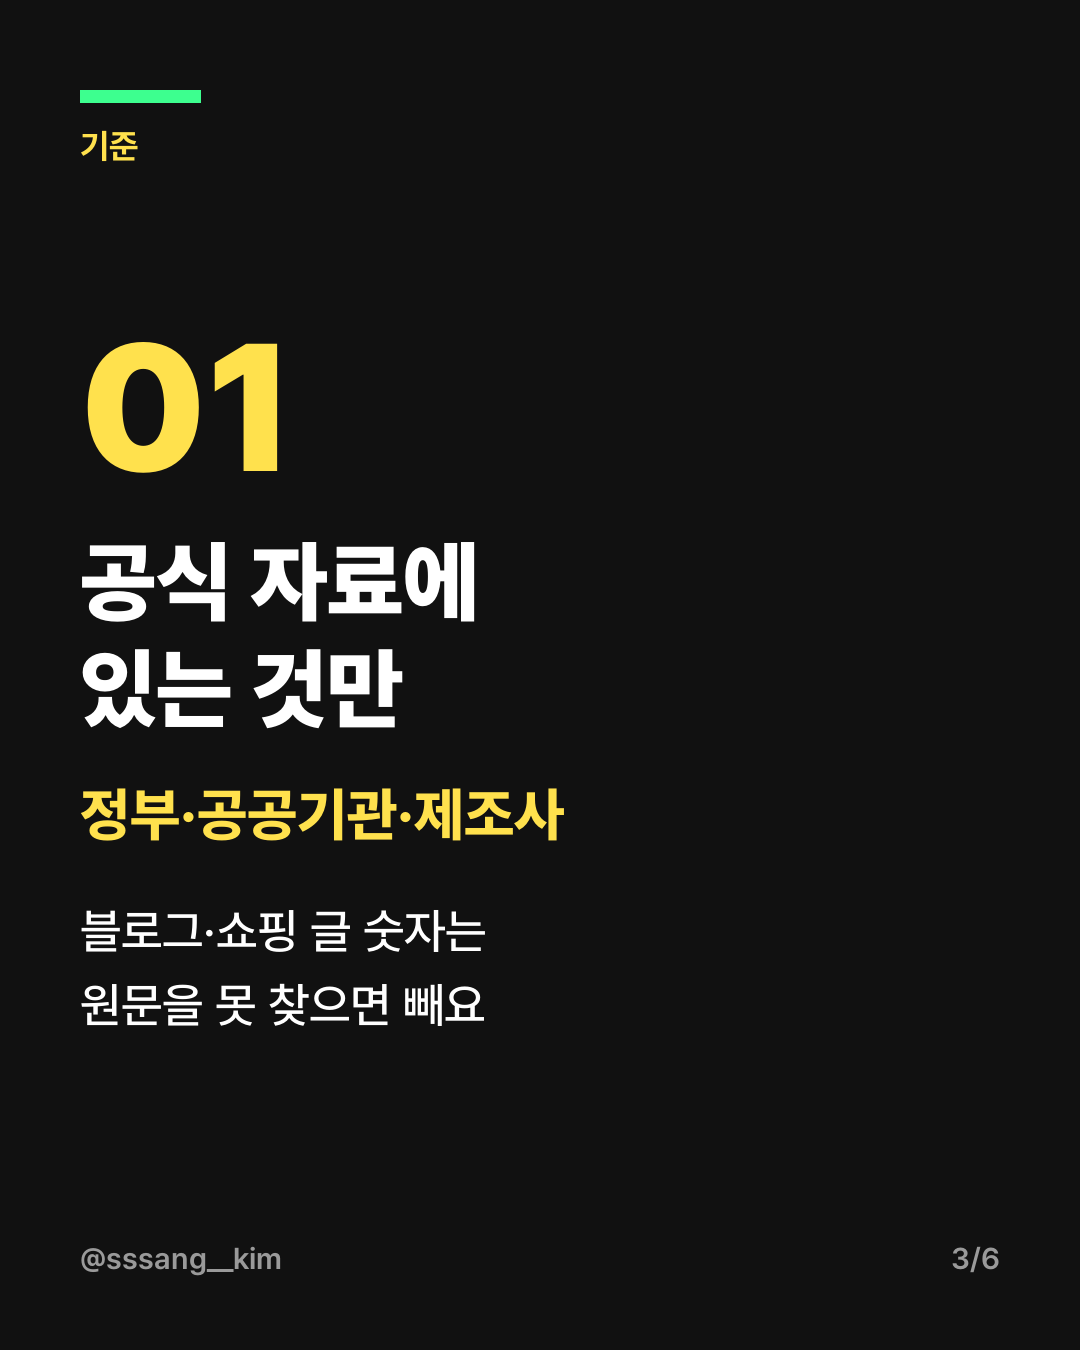 기준
01
공식 자료에
있는 것만
정부·공공기관·제조사
블로그·쇼핑 글 숫자는
원문을 못 찾으면 빼요
@sssang__kim
3/6